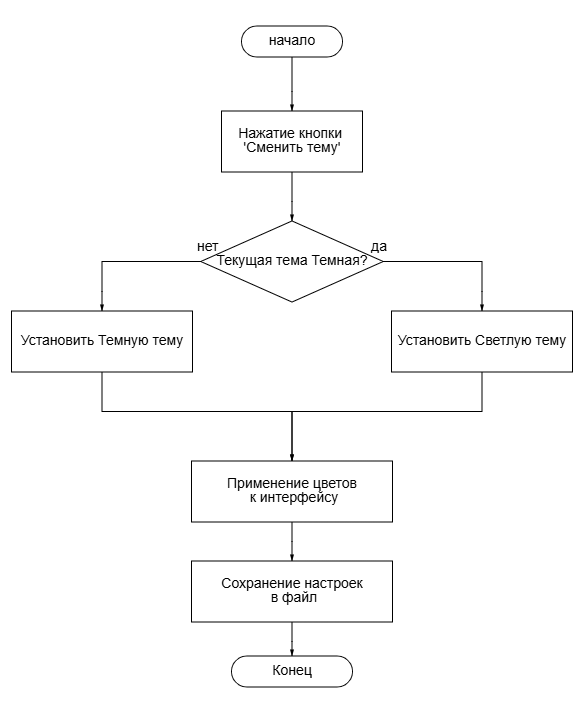 начало
Нажатие кнопки
'Сменить тему'
нет
да
Текущая тема Темная?
Установить Темную тему
Установить Светлую тему
Применение цветов
к интерфейсу
Сохранение настроек
в файл
Конец